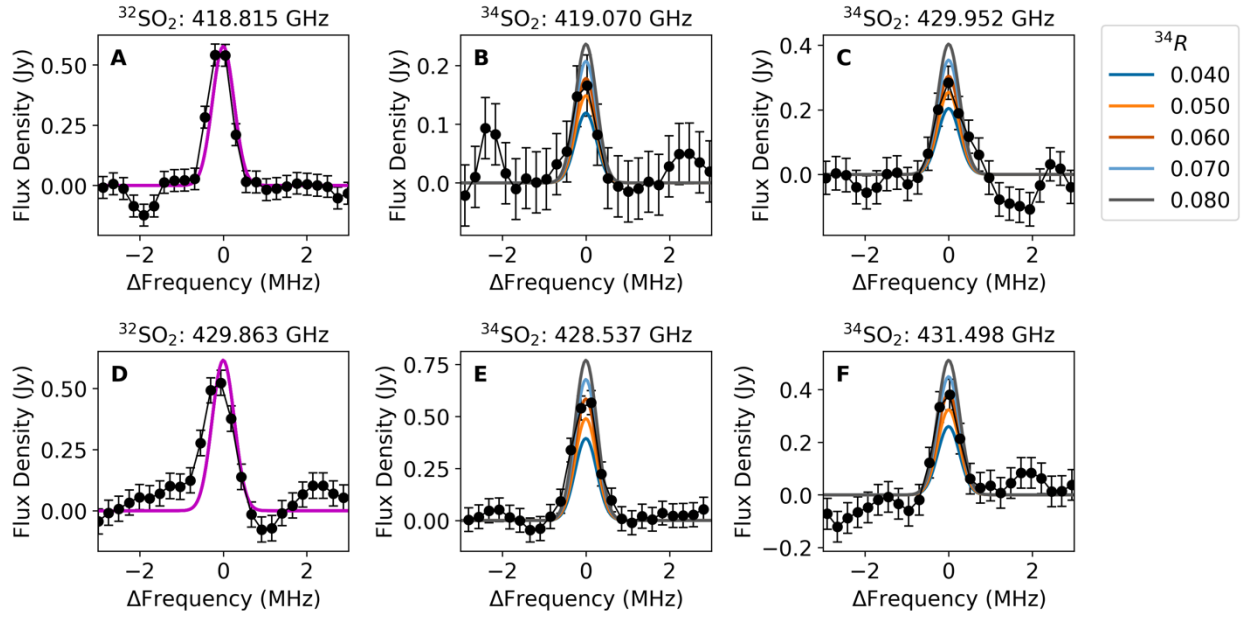 ³²SO₂: 418.815 GHz
A
0.50
0.25
0.00
Flux Density (Jy)
−2 0 2
ΔFrequency (MHz)
³⁴SO₂: 419.070 GHz
B
0.2
0.1
0.0
Flux Density (Jy)
−2 0 2
ΔFrequency (MHz)
³⁴SO₂: 429.952 GHz
C
0.4
0.2
0.0
Flux Density (Jy)
−2 0 2
ΔFrequency (MHz)
³⁴R
0.040
0.050
0.060
0.070
0.080
³²SO₂: 429.863 GHz
D
0.50
0.25
0.00
Flux Density (Jy)
−2 0 2
ΔFrequency (MHz)
³⁴SO₂: 428.537 GHz
E
0.75
0.50
0.25
0.00
Flux Density (Jy)
−2 0 2
ΔFrequency (MHz)
³⁴SO₂: 431.498 GHz
F
0.4
0.2
0.0
−0.2
Flux Density (Jy)
−2 0 2
ΔFrequency (MHz)